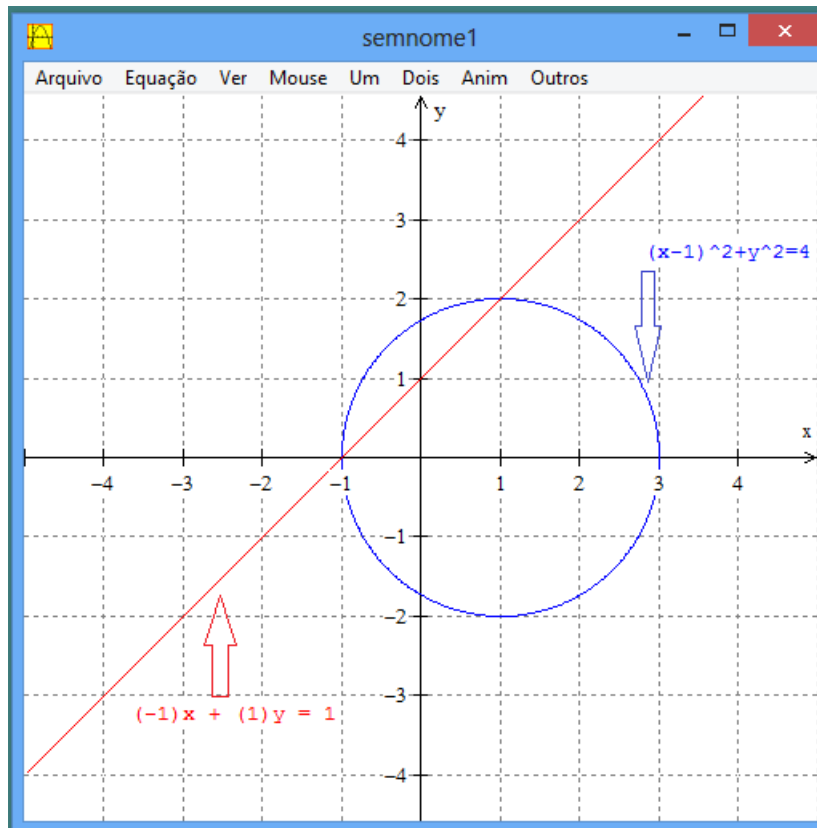 semnome1
Arquivo Equação Ver Mouse Um Dois Anim Outros
y
4
3
(x-1)^2+y^2=4
2
1
x
−4 −3 −2 −1 1 2 3 4
−1
−2
−3
(-1)x + (1)y = 1
−4